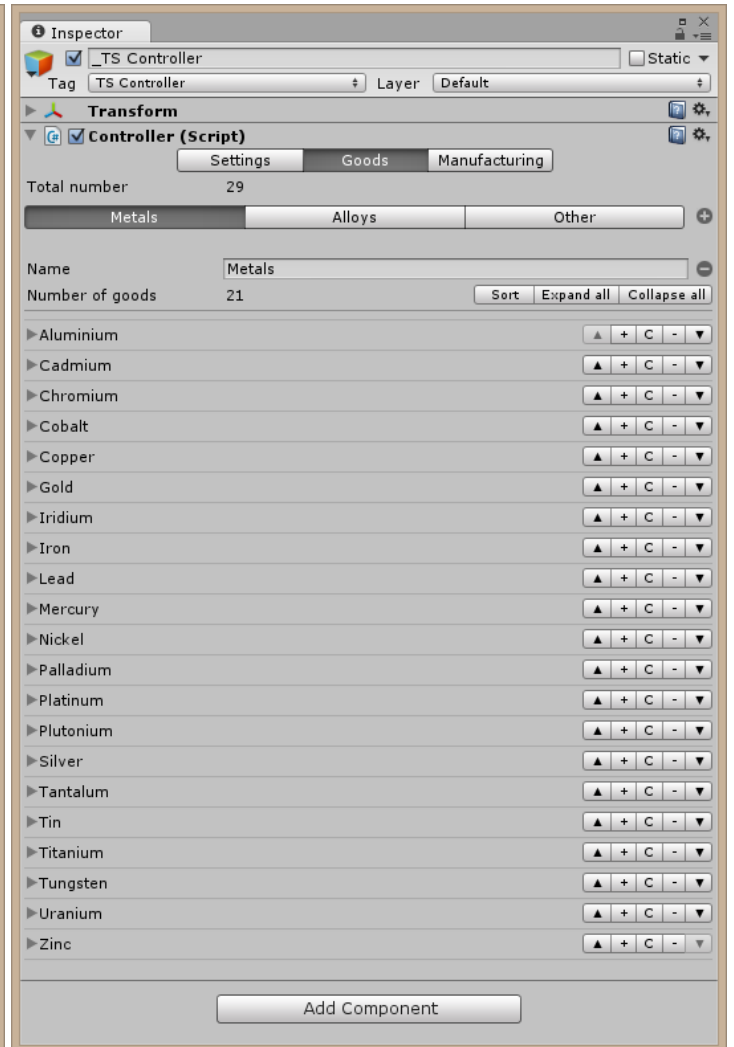 Inspector
_TS Controller Static
Tag TS Controller Layer Default
Transform
Controller (Script)
Settings Goods Manufacturing
Total number 29
Metals Alloys Other
Name Metals
Number of goods 21 Sort Expand all Collapse all
Aluminium ▲ + C - ▼
Cadmium ▲ + C - ▼
Chromium ▲ + C - ▼
Cobalt ▲ + C - ▼
Copper ▲ + C - ▼
Gold ▲ + C - ▼
Iridium ▲ + C - ▼
Iron ▲ + C - ▼
Lead ▲ + C - ▼
Mercury ▲ + C - ▼
Nickel ▲ + C - ▼
Palladium ▲ + C - ▼
Platinum ▲ + C - ▼
Plutonium ▲ + C - ▼
Silver ▲ + C - ▼
Tantalum ▲ + C - ▼
Tin ▲ + C - ▼
Titanium ▲ + C - ▼
Tungsten ▲ + C - ▼
Uranium ▲ + C - ▼
Zinc ▲ + C - ▼
Add Component